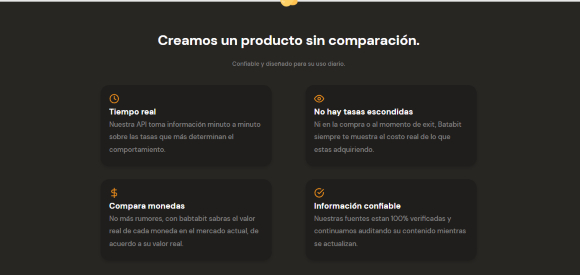 Creamos un producto sin comparación.
Confiable y diseñado para su uso diario.
Tiempo real
Nuestra API toma información minuto a minuto
sobre las tasas que más determinan el
comportamiento.
No hay tasas escondidas
Ni en la compra o al momento de exit, Batabit
siempre te muestra el costo real de lo que
estas adquiriendo.
Compara monedas
No más rumores, con babtabit sabras el valor
real de cada moneda en el mercado actual, de
acuerdo a su valor real.
Información confiable
Nuestras fuentes estan 100% verificadas y
continuamos auditando su contenido mientras
se actualizan.